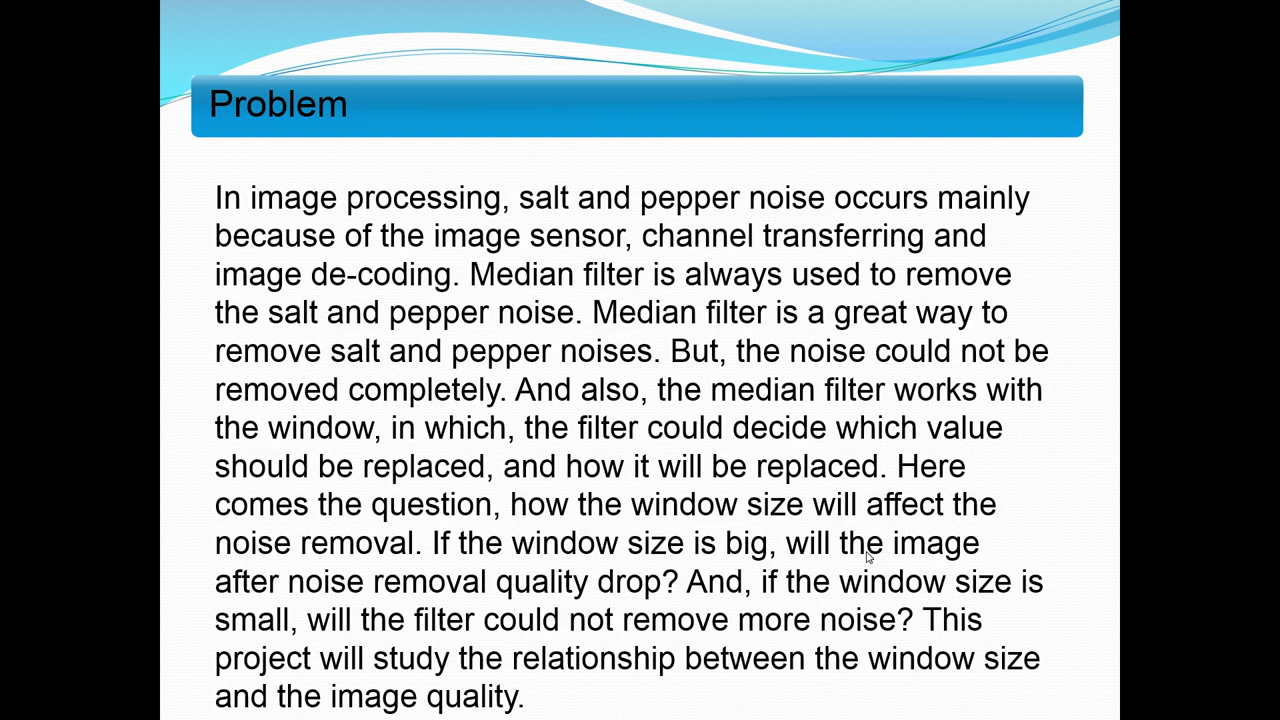 Problem
In image processing, salt and pepper noise occurs mainly
because of the image sensor, channel transferring and
image de-coding. Median filter is always used to remove
the salt and pepper noise. Median filter is a great way to
remove salt and pepper noises. But, the noise could not be
removed completely. And also, the median filter works with
the window, in which, the filter could decide which value
should be replaced, and how it will be replaced. Here
comes the question, how the window size will affect the
noise removal. If the window size is big, will the image
after noise removal quality drop? And, if the window size is
small, will the filter could not remove more noise? This
project will study the relationship between the window size
and the image quality.